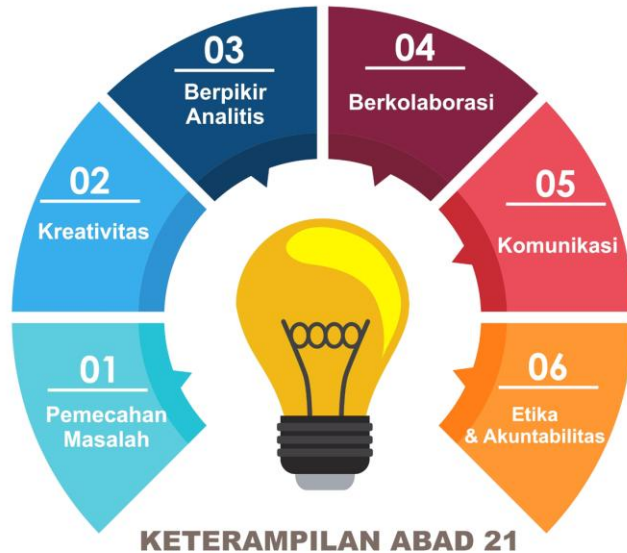 01
Pemecahan
Masalah
02
Kreativitas
03
Berpikir
Analitis
04
Berkolaborasi
05
Komunikasi
06
Etika
& Akuntabilitas
KETERAMPILAN ABAD 21